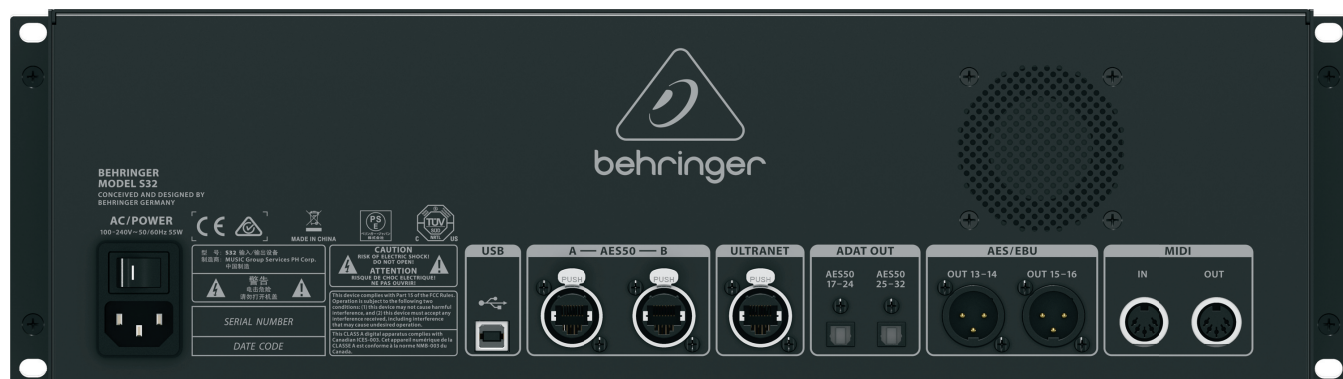 behringer
BEHRINGER
MODEL S32
CONCEIVED AND DESIGNED BY
BEHRINGER GERMANY
AC/POWER
100-240V~50/60Hz 55W
CE
MADE IN CHINA
PS
E
TÜV
SÜD
NRTL
C US
型 号: S32 输入/输出设备
制造商: MUSIC Group Services PH Corp.
中国制造
警告
电击危险
请勿打开机盖
SERIAL NUMBER
DATE CODE
CAUTION
RISK OF ELECTRIC SHOCK!
DO NOT OPEN!
ATTENTION
RISQUE DE CHOC ELECTRIQUE!
NE PAS OUVRIR!
This device complies with Part 15 of the FCC Rules.
Operation is subject to the following two
conditions: (1) this device may not cause harmful
interference, and (2) this device must accept any
interference received, including interference
that may cause undesired operation.
This CLASS A digital apparatus complies with
Canadian ICES-003. Cet appareil numérique de la
CLASSE A est conforme à la norme NMB-003 du
Canada.
USB
A — AES50 — B
PUSH
PUSH
ULTRANET
PUSH
ADAT OUT
AES50
17-24
AES50
25-32
AES/EBU
OUT 13-14
OUT 15-16
MIDI
IN
OUT